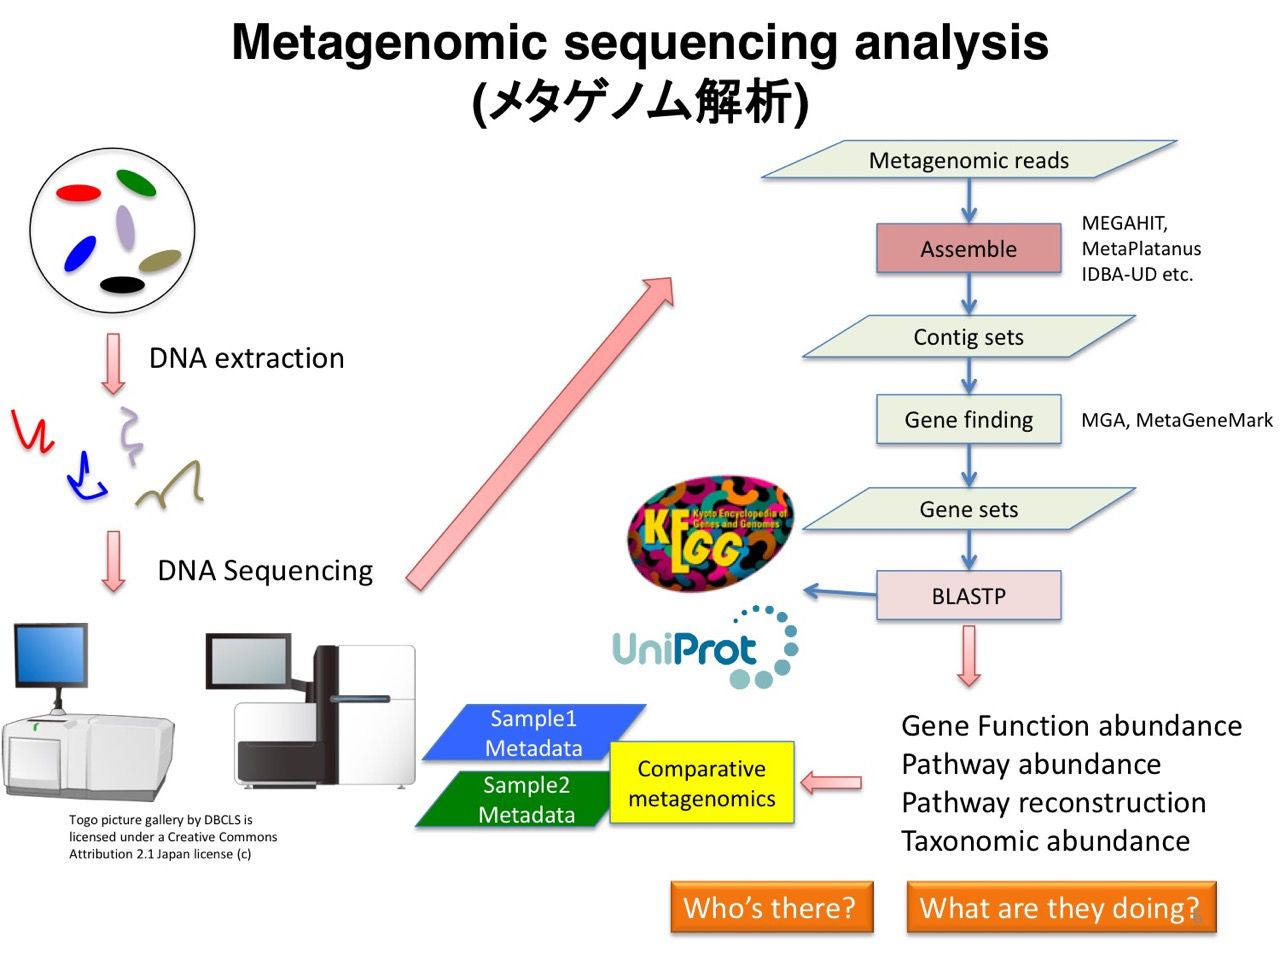 Metagenomic sequencing analysis
(メタゲノム解析)
DNA extraction
DNA Sequencing
Togo picture gallery by DBCLS is
licensed under a Creative Commons
Attribution 2.1 Japan license (c)
Metagenomic reads
Assemble
MEGAHIT,
MetaPlatanus
IDBA-UD etc.
Contig sets
Gene finding
MGA, MetaGeneMark
Gene sets
BLASTP
KEGG
Kyoto Encyclopedia of
Genes and Genomes
UniProt
Gene Function abundance
Pathway abundance
Pathway reconstruction
Taxonomic abundance
Comparative
metagenomics
Sample1
Metadata
Sample2
Metadata
Who's there?
What are they doing?